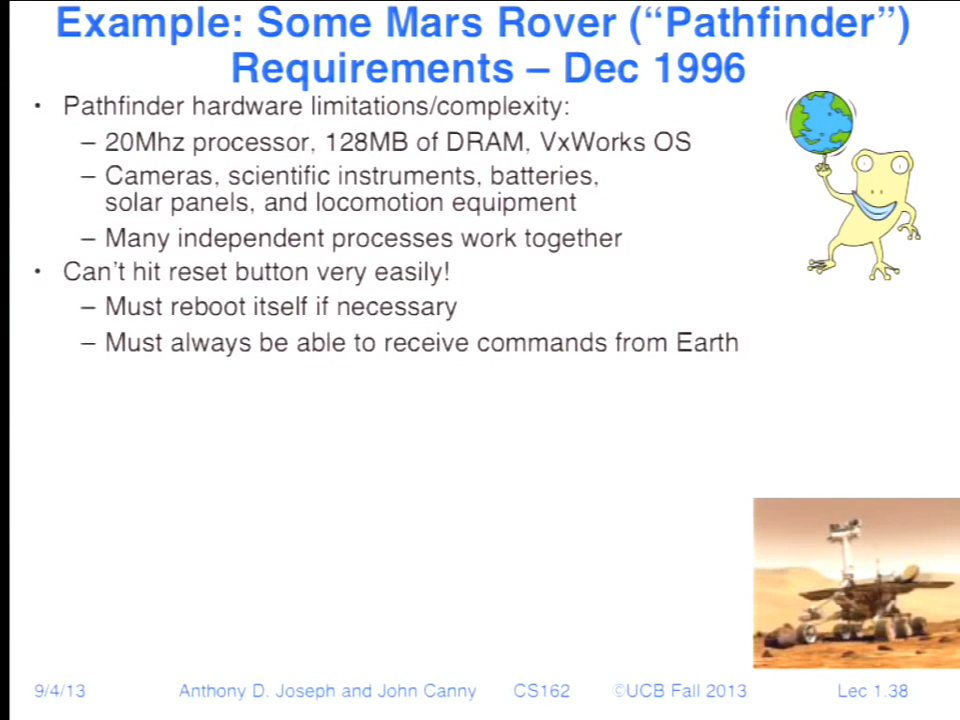 Example: Some Mars Rover (“Pathfinder”)
Requirements – Dec 1996
• Pathfinder hardware limitations/complexity:
– 20Mhz processor, 128MB of DRAM, VxWorks OS
– Cameras, scientific instruments, batteries,
solar panels, and locomotion equipment
– Many independent processes work together
• Can’t hit reset button very easily!
– Must reboot itself if necessary
– Must always be able to receive commands from Earth
9/4/13 Anthony D. Joseph and John Canny CS162 ©UCB Fall 2013 Lec 1.38